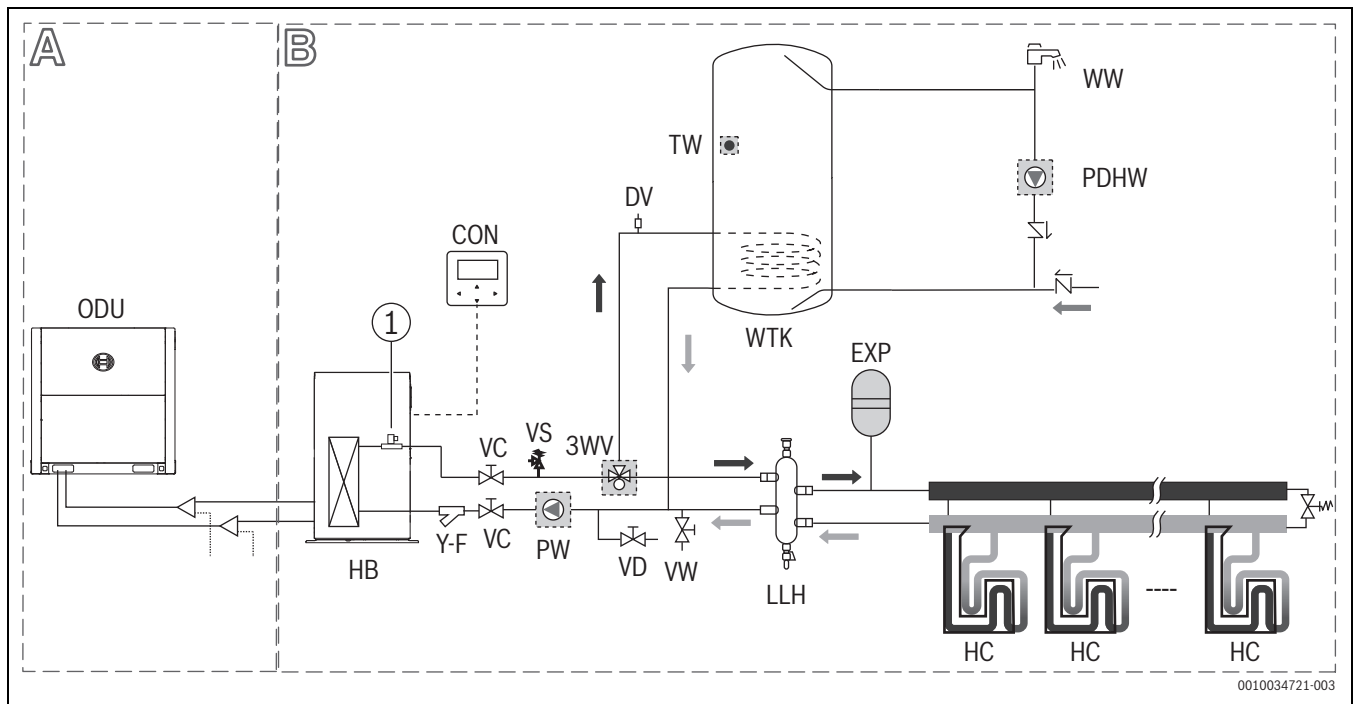 A
B
WW
TW
PDHW
DV
CON
ODU
1
WTK
EXP
VC
VS
3WV
Y-F
VC
PW
VD
VW
HB
LLH
HC
HC
HC
0010034721-003